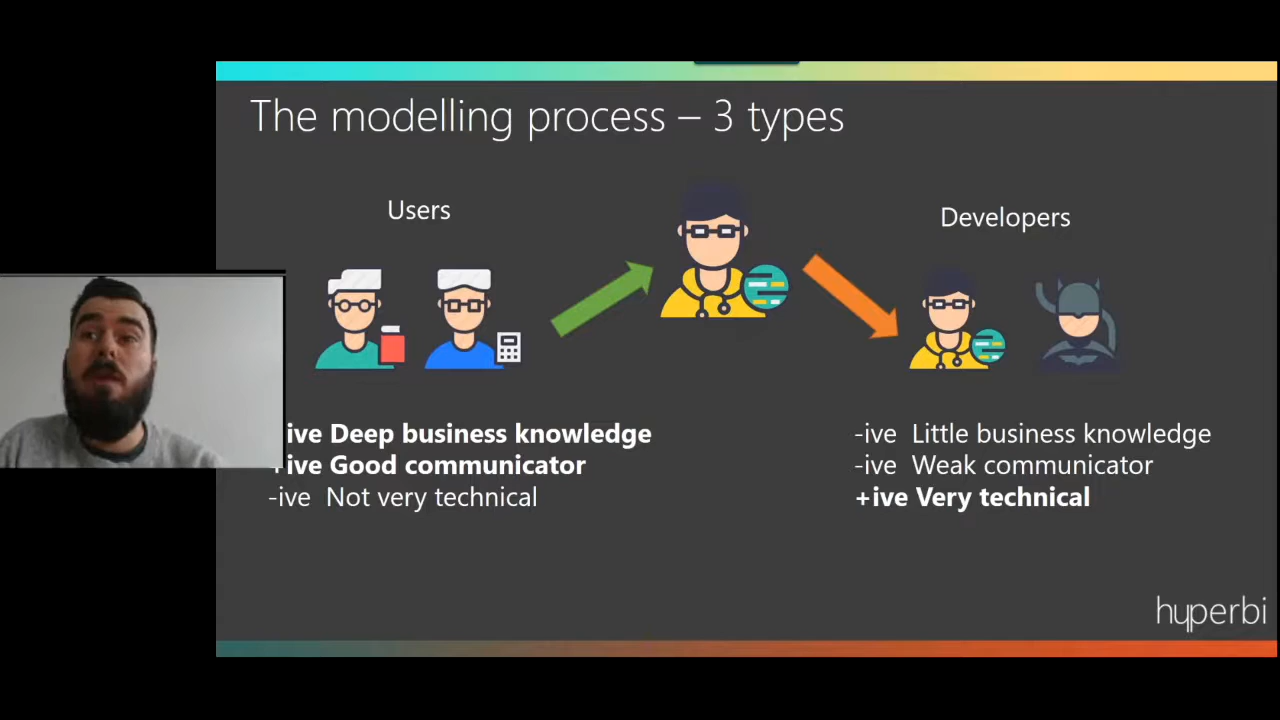 The modelling process – 3 types
Users
Developers
ive Deep business knowledge
+ive Good communicator
-ive Not very technical
-ive Little business knowledge
-ive Weak communicator
+ive Very technical
hyperbi